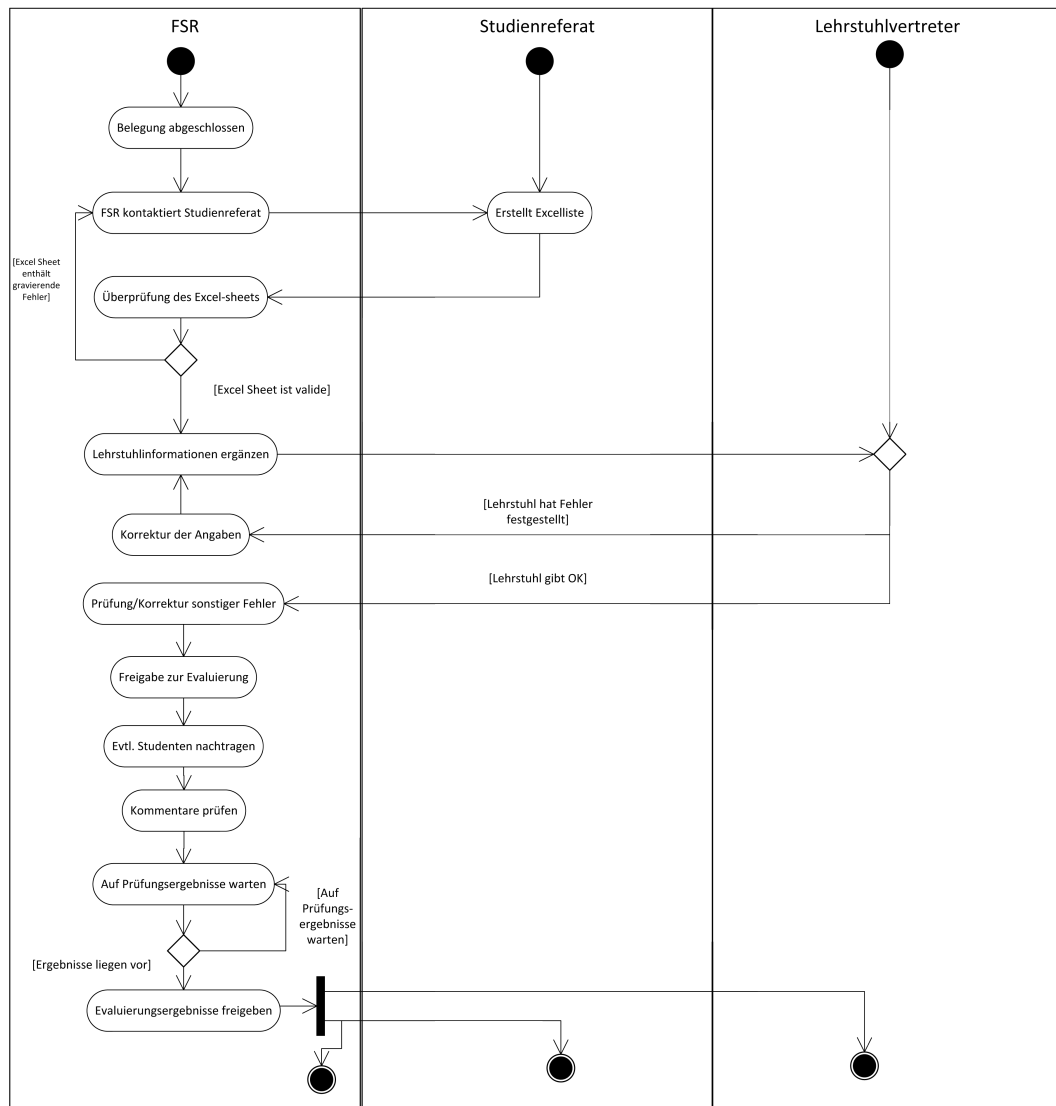 FSR
Studienreferat
Lehrstuhlvertreter
Belegung abgeschlossen
FSR kontaktiert Studienreferat
Erstellt Excelliste
[Excel Sheet
enthält
gravierende
Fehler]
Überprüfung des Excel-sheets
[Excel Sheet ist valide]
Lehrstuhlinformationen ergänzen
[Lehrstuhl hat Fehler
festgestellt]
Korrektur der Angaben
[Lehrstuhl gibt OK]
Prüfung/Korrektur sonstiger Fehler
Freigabe zur Evaluierung
Evtl. Studenten nachtragen
Kommentare prüfen
Auf Prüfungsergebnisse warten
[Auf
Prüfungs-
ergebnisse
warten]
[Ergebnisse liegen vor]
Evaluierungsergebnisse freigeben